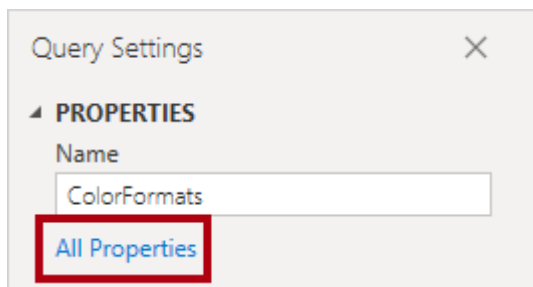 Query Settings
PROPERTIES
Name
ColorFormats
All Properties